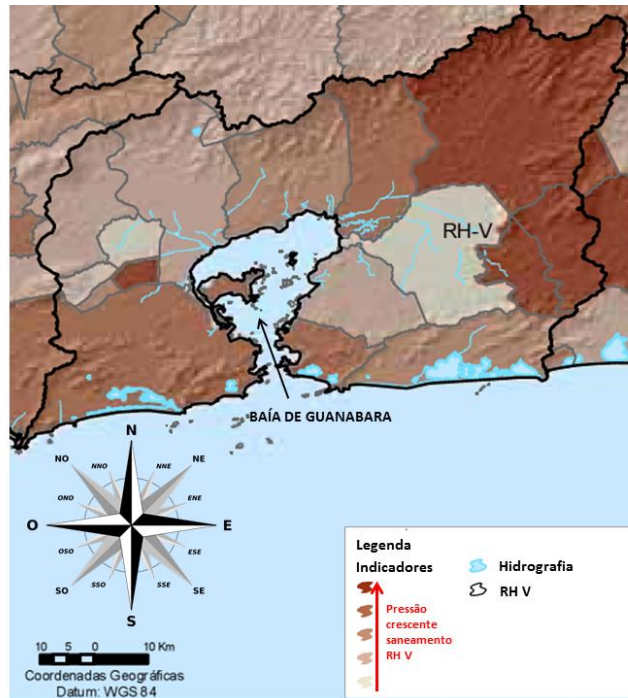 RH-V
BAÍA DE GUANABARA
N
NNO
NNE
NO
NE
ONO
ENE
O
E
OSO
ESE
SO
SE
SSO
SSE
S
10 5 0 10 Km
Coordenadas Geográficas
Datum: WGS 84
Legenda
Indicadores
Pressão
crescente
saneamento
RH V
Hidrografia
RH V